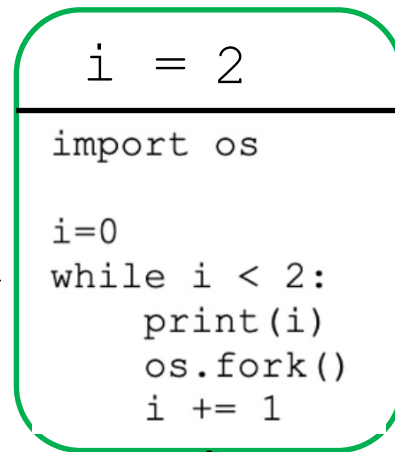 i = 2
import os
i=0
while i < 2:
    print(i)
    os.fork()
    i += 1